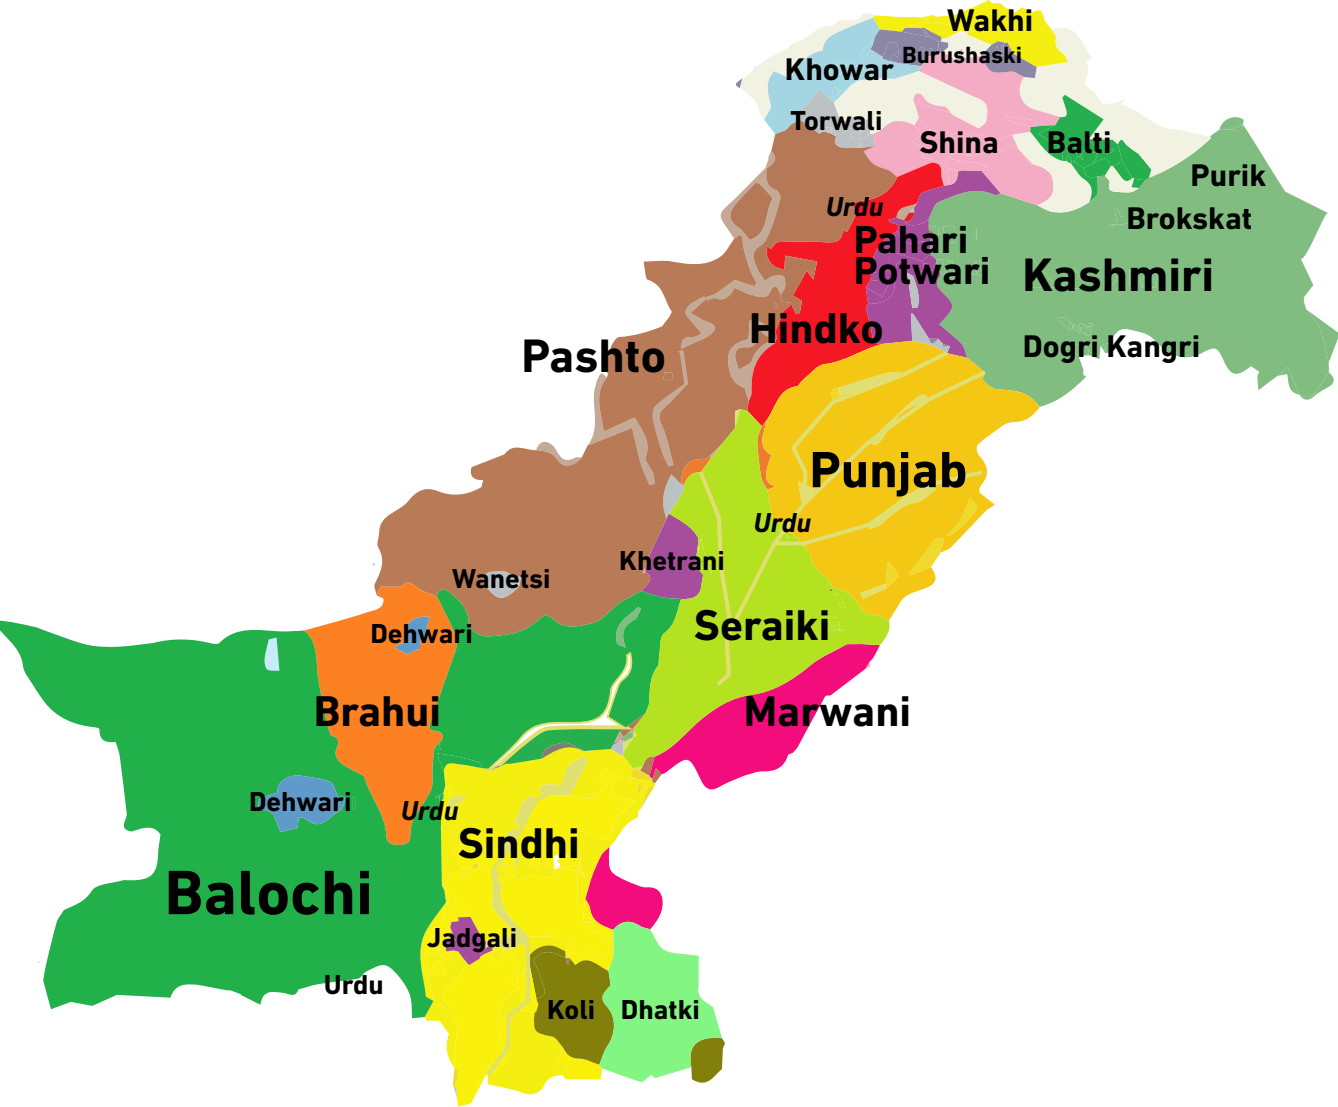 Wakhi
Burushaski
Khowar
Torwali
Shina
Balti
Purik
Urdu
Brokskat
Pahari
Potwari
Kashmiri
Hindko
Dogri Kangri
Pashto
Punjab
Urdu
Khetrani
Wanetsi
Seraiki
Dehwari
Brahui
Marwani
Dehwari
Urdu
Sindhi
Balochi
Jadgali
Urdu
Koli
Dhatki